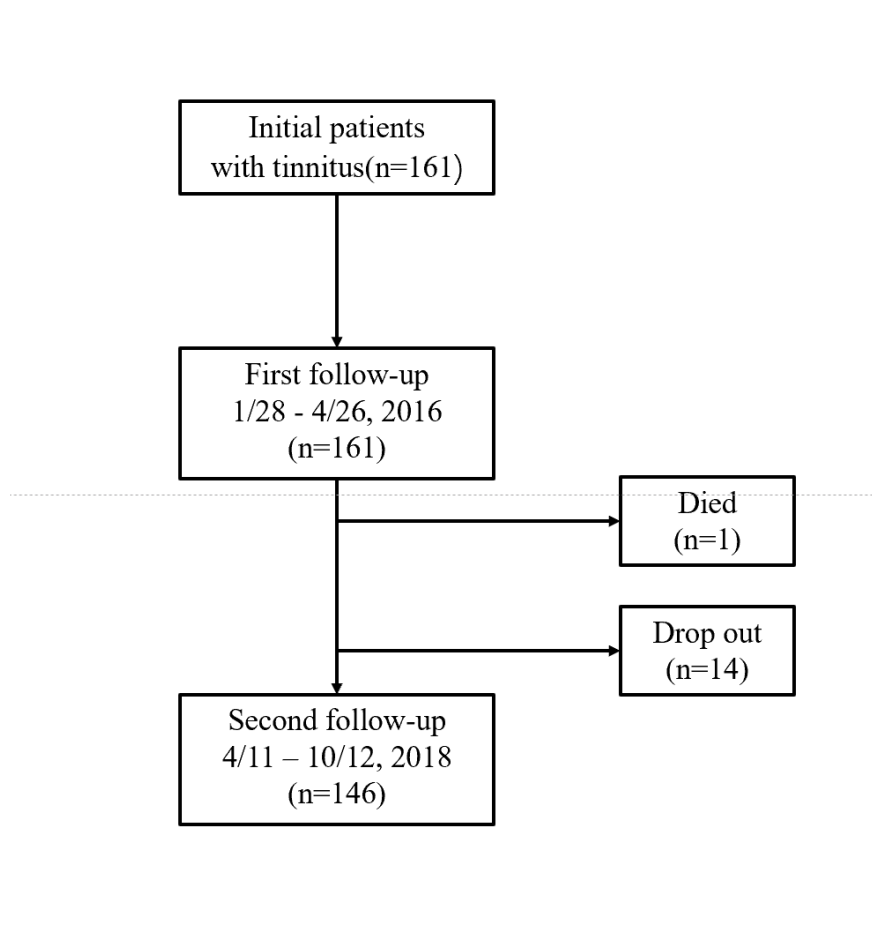 Initial patients
with tinnitus(n=161)
First follow-up
1/28 - 4/26, 2016
(n=161)
Died
(n=1)
Drop out
(n=14)
Second follow-up
4/11 – 10/12, 2018
(n=146)